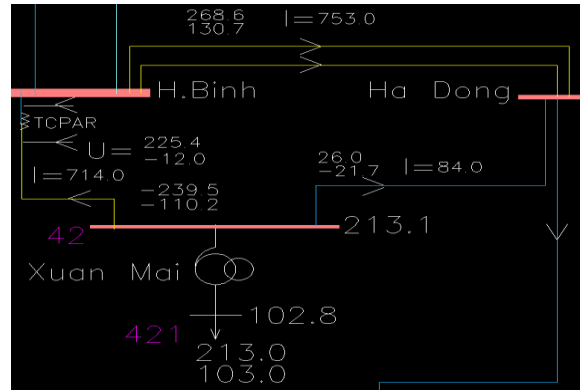 268.6 I=753.0
130.7
H.Binh Ha Dong
TCPAR
U= 225.4
-12.0
26.0 I=84.0
-21.7
I=714.0
-239.5
-110.2
42 213.1
Xuan Mai
421 102.8
213.0
103.0